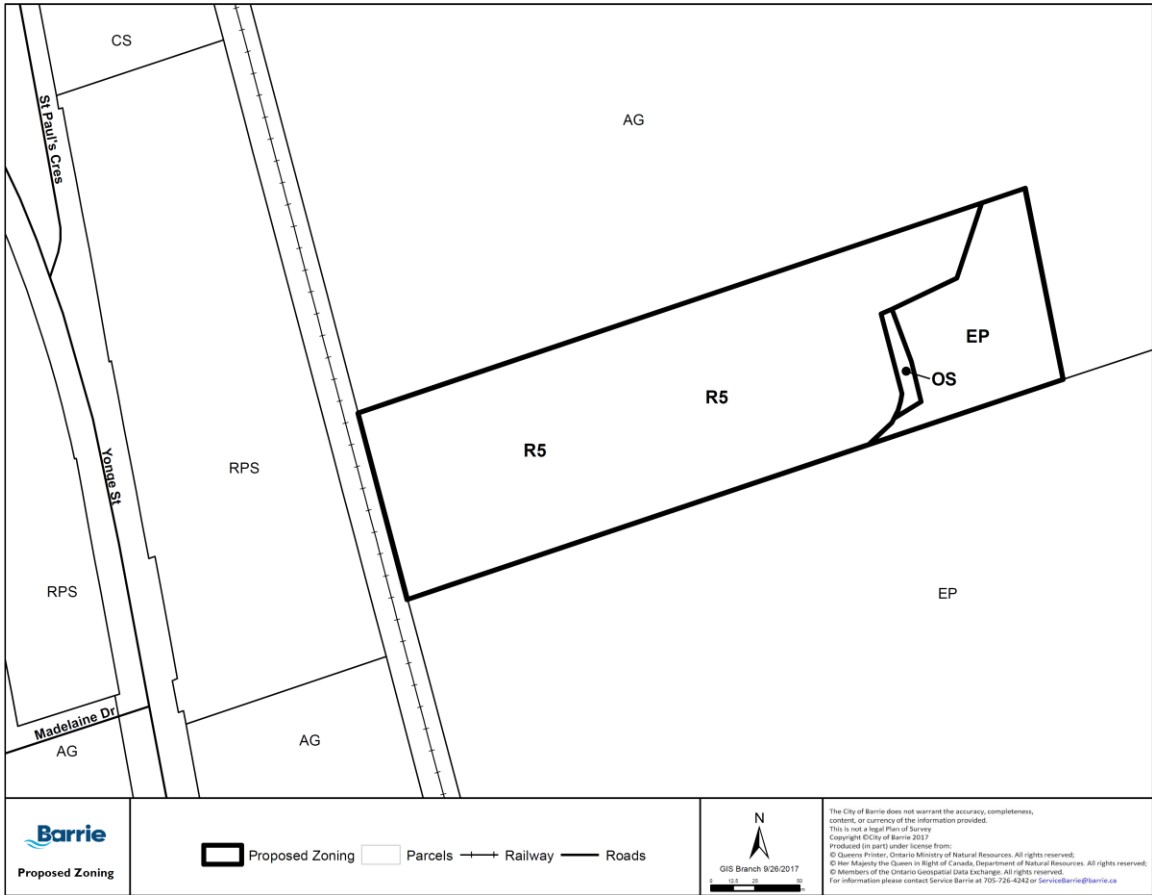 CS
St Paul's Cres
AG
EP
OS
R5
R5
RPS
Yonge St
RPS
EP
Madelaine Dr
AG
AG
Barrie
Proposed Zoning
Proposed Zoning
Parcels
Railway
Roads
N
GIS Branch 9/26/2017
0 12.5 25 50
m
The City of Barrie does not warrant the accuracy, completeness,
content, or currency of the information provided.
This is not a legal Plan of Survey
Copyright ©City of Barrie 2017
Produced (in part) under license from:
© Queens Printer, Ontario Ministry of Natural Resources. All rights reserved;
© Her Majesty the Queen in Right of Canada, Department of Natural Resources. All rights reserved;
© Members of the Ontario Geospatial Data Exchange. All rights reserved.
For information please contact Service Barrie at 705-726-4242 or ServiceBarrie@barrie.ca